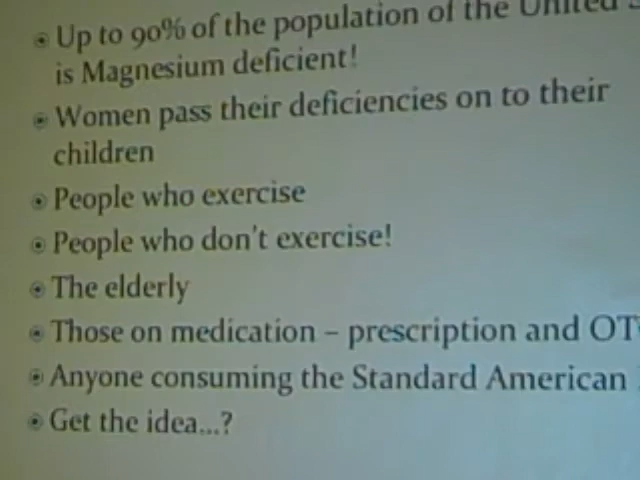 Up to 90% of the population of the United
is Magnesium deficient!
Women pass their deficiencies on to their
children
People who exercise
People who don't exercise!
The elderly
Those on medication – prescription and OT
Anyone consuming the Standard American
Get the idea...?